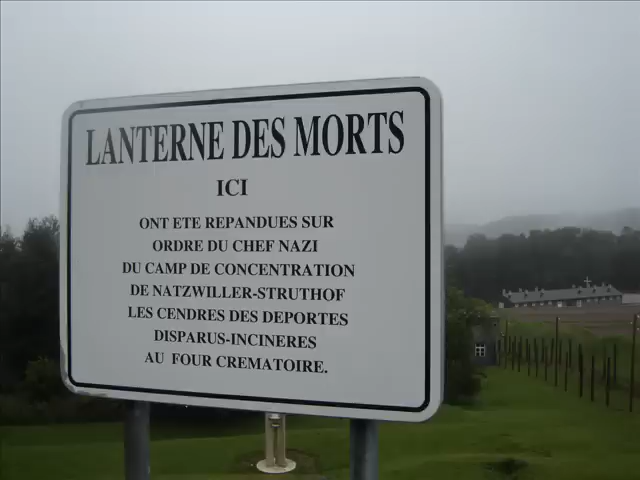 LANTERNE DES MORTS
ICI
ONT ETE REPANDUES SUR
ORDRE DU CHEF NAZI
DU CAMP DE CONCENTRATION
DE NATZWILLER-STRUTHOF
LES CENDRES DES DEPORTES
DISPARUS-INCINERES
AU FOUR CREMATOIRE.